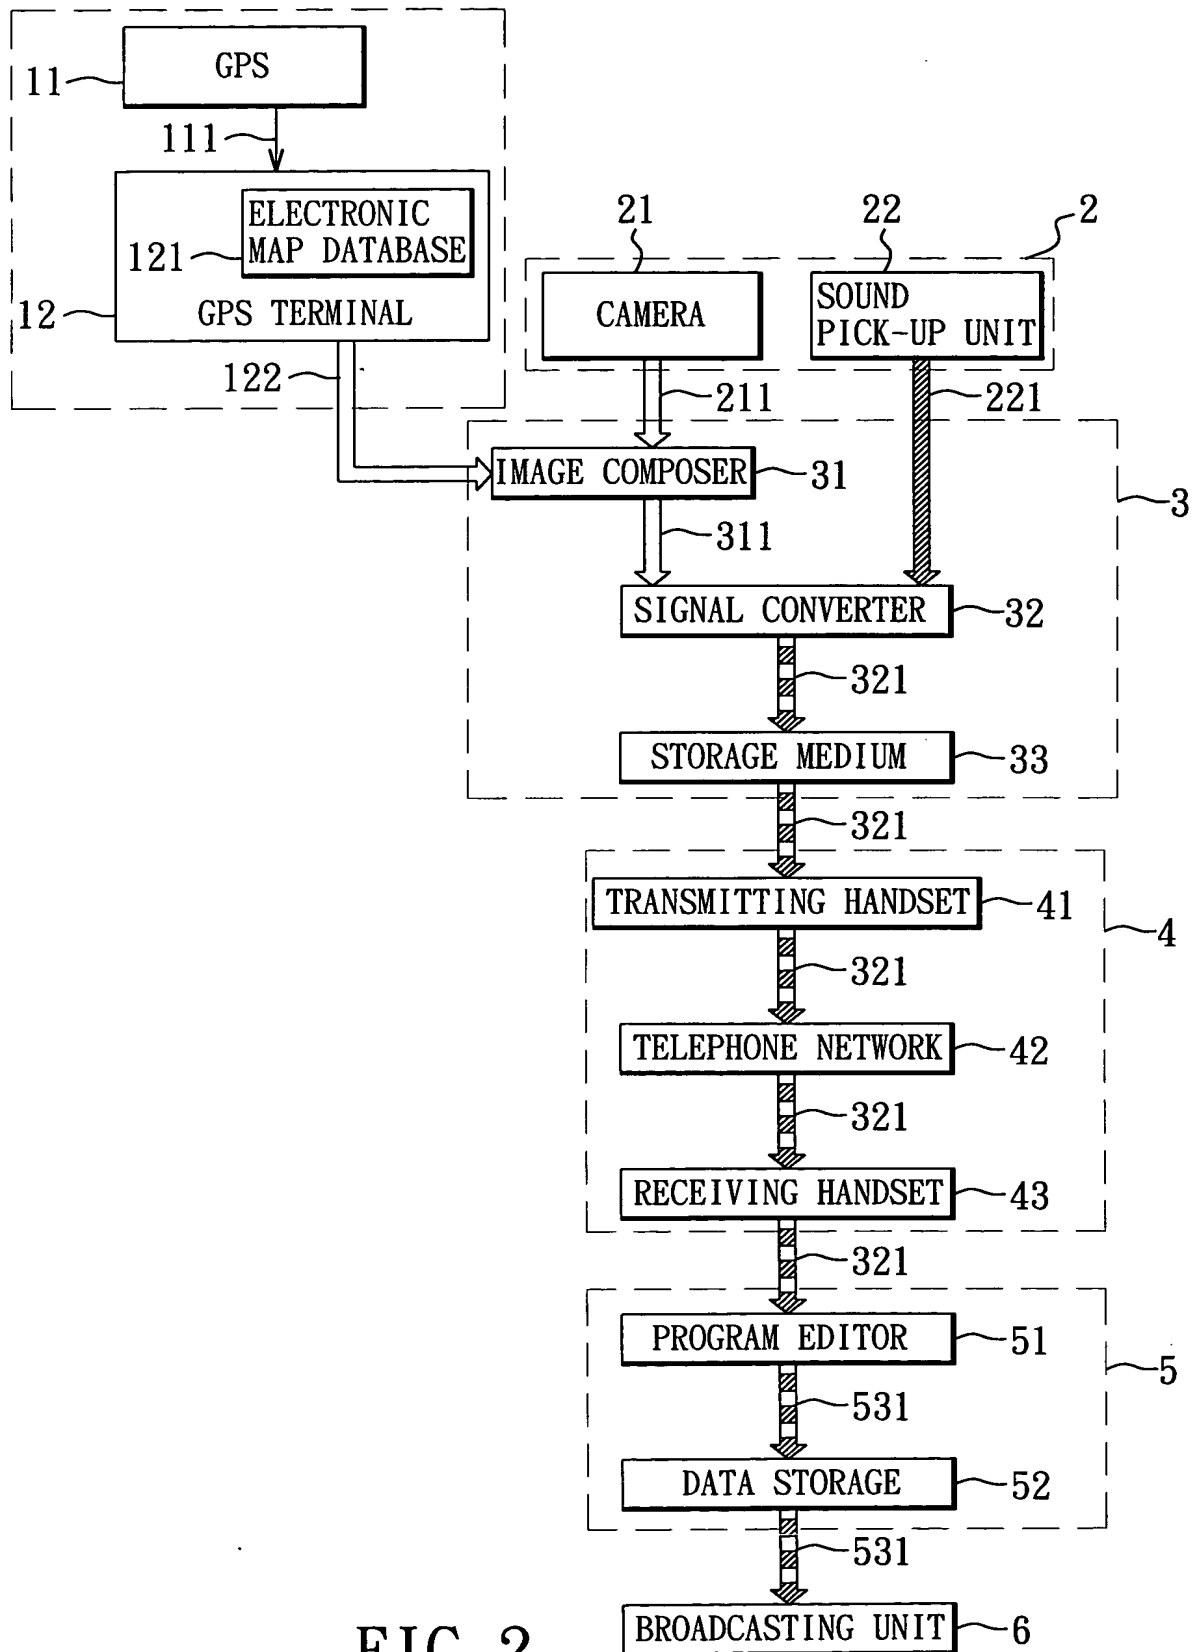 GPS
11
111
ELECTRONIC
MAP DATABASE
121
12
GPS TERMINAL
122
21
22
2
CAMERA
SOUND
PICK-UP UNIT
211
221
IMAGE COMPOSER
31
3
311
SIGNAL CONVERTER
32
321
STORAGE MEDIUM
33
321
TRANSMITTING HANDSET
41
4
321
TELEPHONE NETWORK
42
321
RECEIVING HANDSET
43
321
PROGRAM EDITOR
51
5
531
DATA STORAGE
52
531
BROADCASTING UNIT
6
FIG. 2